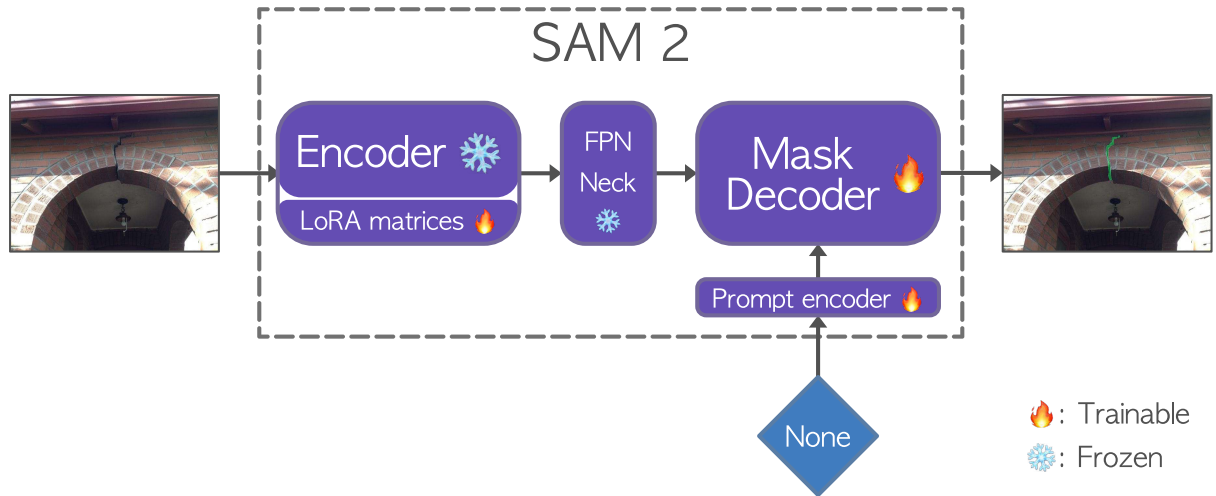 SAM 2
Encoder
LoRA matrices
FPN
Neck
Mask
Decoder
Prompt encoder
None
: Trainable
: Frozen